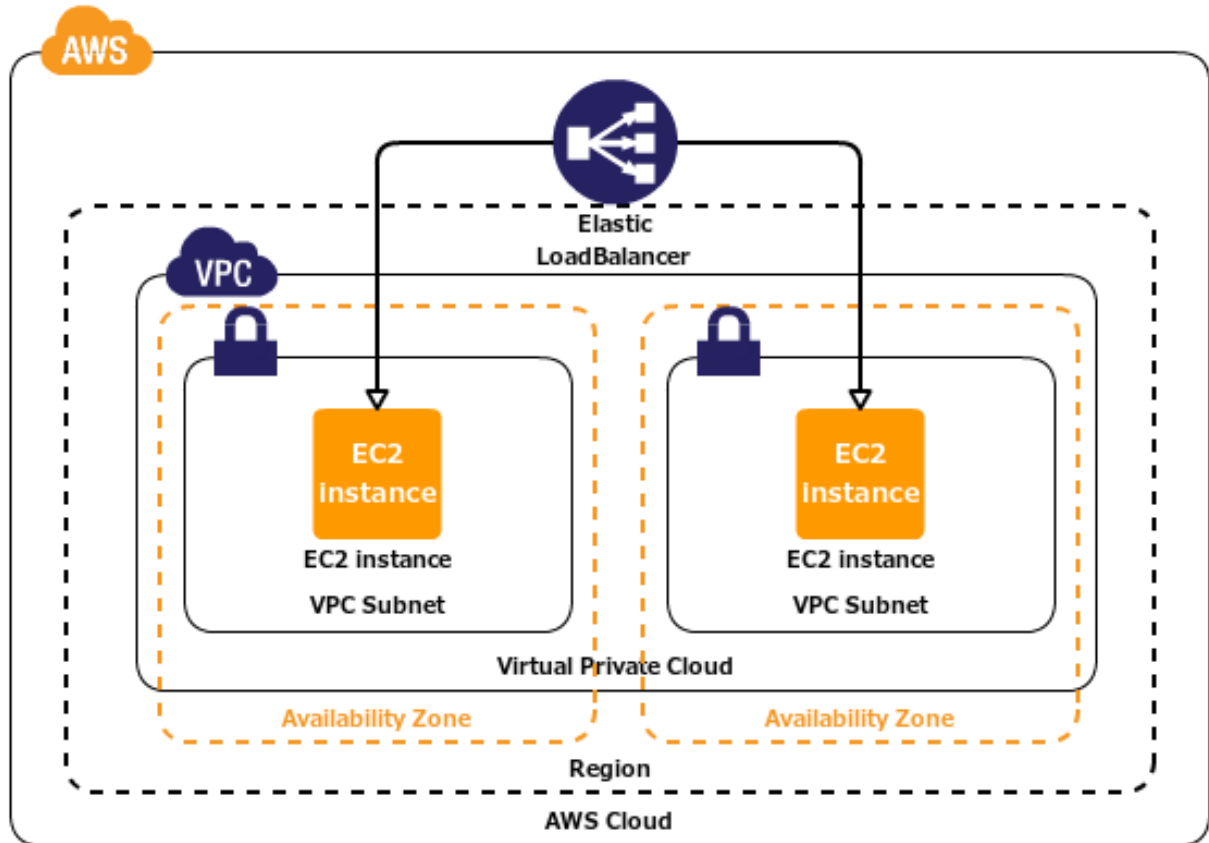 AWS
Elastic
LoadBalancer
VPC
EC2
instance
EC2 instance
VPC Subnet
EC2
instance
EC2 instance
VPC Subnet
Virtual Private Cloud
Availability Zone
Availability Zone
Region
AWS Cloud